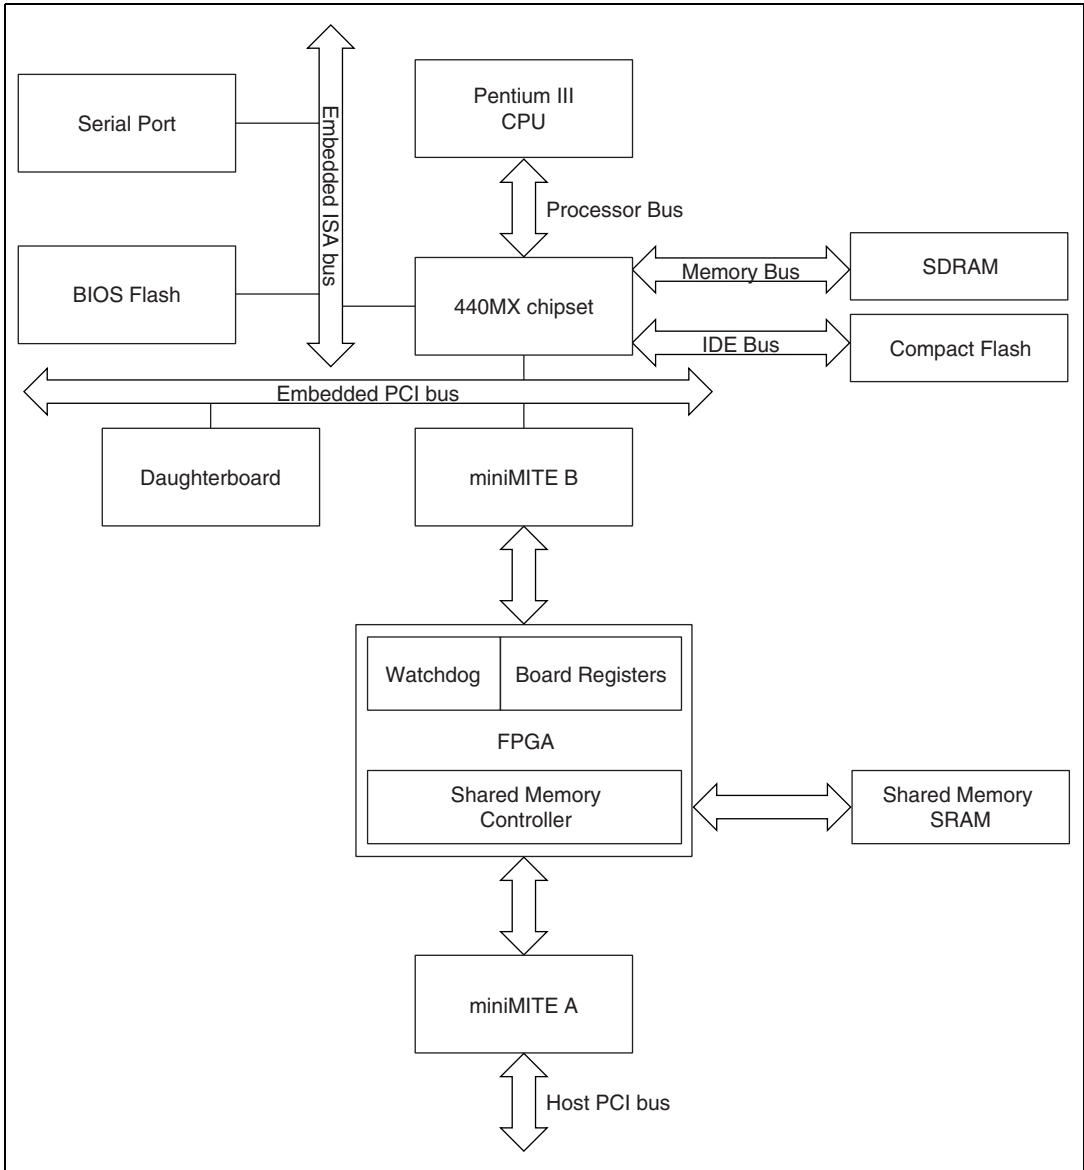 Serial Port
Embedded ISA bus
Pentium III
CPU
Processor Bus
BIOS Flash
440MX chipset
Memory Bus
SDRAM
IDE Bus
Compact Flash
Embedded PCI bus
Daughterboard
miniMITE B
Watchdog
Board Registers
FPGA
Shared Memory
Controller
Shared Memory
SRAM
miniMITE A
Host PCI bus